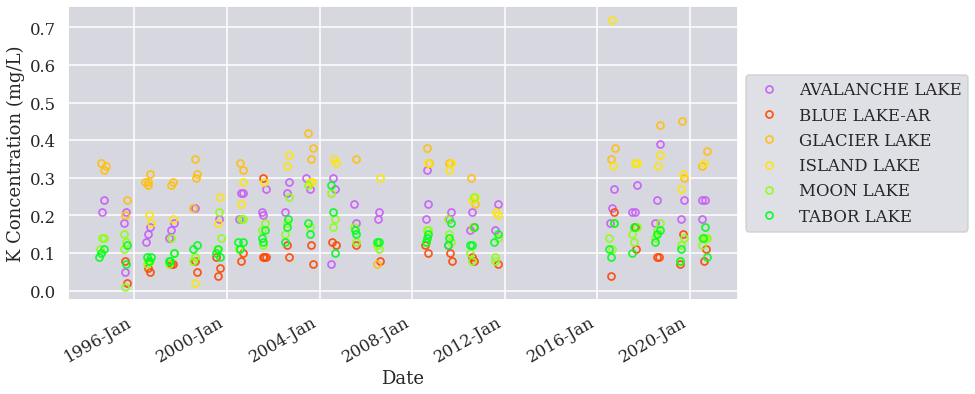 K Concentration (mg/L)
0.7
0.6
0.5
0.4
0.3
0.2
0.1
0.0
1996-Jan
2000-Jan
2004-Jan
2008-Jan
2012-Jan
2016-Jan
2020-Jan
Date
AVALANCHE LAKE
BLUE LAKE-AR
GLACIER LAKE
ISLAND LAKE
MOON LAKE
TABOR LAKE